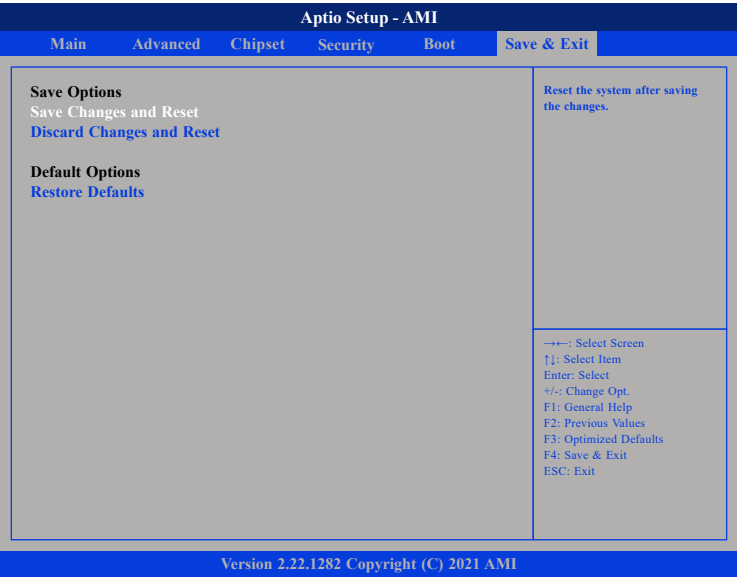 Aptio Setup - AMI
Main Advanced Chipset Security Boot Save & Exit
Save Options
Save Changes and Reset
Discard Changes and Reset
Default Options
Restore Defaults
Reset the system after saving
the changes.
→←: Select Screen
↑↓: Select Item
Enter: Select
+/-: Change Opt.
F1: General Help
F2: Previous Values
F3: Optimized Defaults
F4: Save & Exit
ESC: Exit
Version 2.22.1282 Copyright (C) 2021 AMI